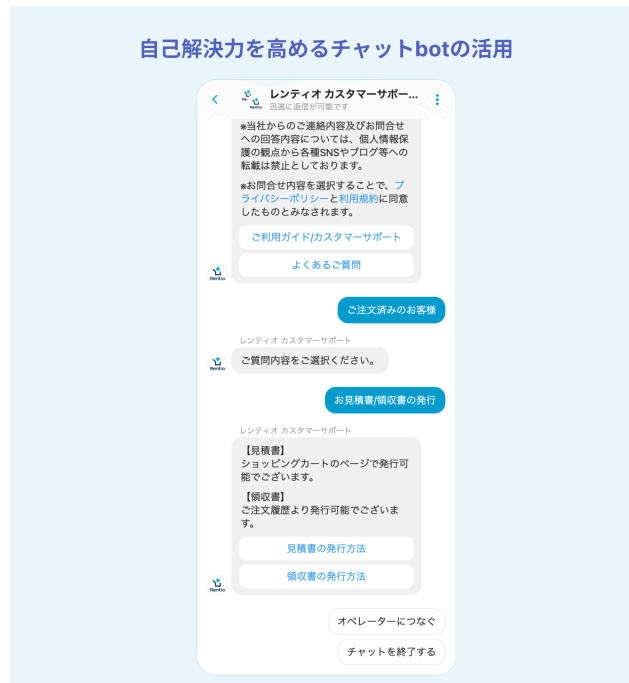 自己解決力を高めるチャットbotの活用
レンティオ カスタマーサポー...
迅速に返信が可能です
Rentio
※当社からのご連絡内容及びお問合せ
への回答内容については、個人情報保
護の観点から各種SNSやブログ等への
転載は禁止としております。
※お問合せ内容を選択することで、プ
ライバシーポリシーと利用規約に同意
したものとみなされます。
ご利用ガイド/カスタマーサポート
よくあるご質問
Rentio
ご注文済みのお客様
レンティオ カスタマーサポート
ご質問内容をご選択ください。
Rentio
お見積書/領収書の発行
レンティオ カスタマーサポート
【見積書】
ショッピングカートのページで発行可
能でございます。
【領収書】
ご注文履歴より発行可能でございま
す。
見積書の発行方法
領収書の発行方法
Rentio
オペレーターにつなぐ
チャットを終了する